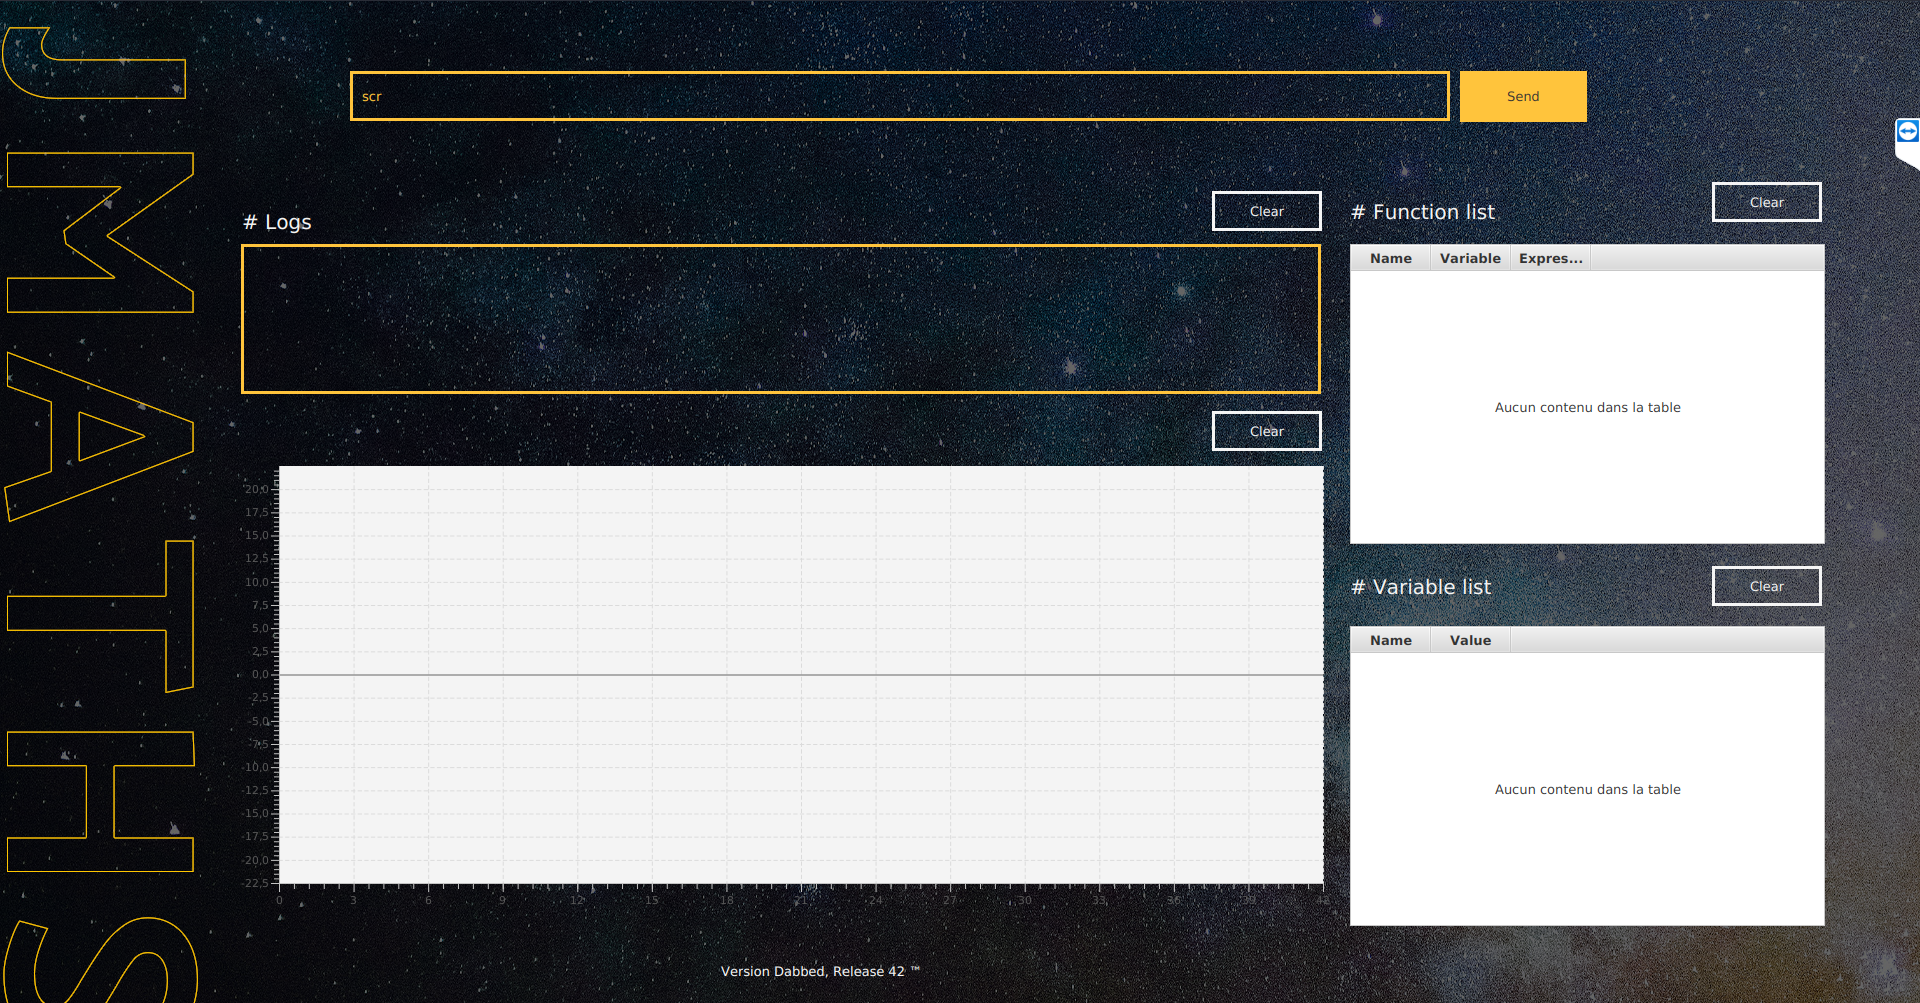 JMATHS
scr
Send
# Logs
Clear
# Function list
Clear
Name Variable Expres...
Aucun contenu dans la table
Clear
# Variable list
Clear
Name Value
Aucun contenu dans la table
20,0
17,5
15,0
12,5
10,0
7,5
5,0
2,5
0,0
-2,5
-5,0
-7,5
-10,0
-12,5
-15,0
-17,5
-20,0
-22,5
0 3 6 9 12 15 18 21 24 27 30 33 36 39 42
Version Dabbed, Release 42 ™